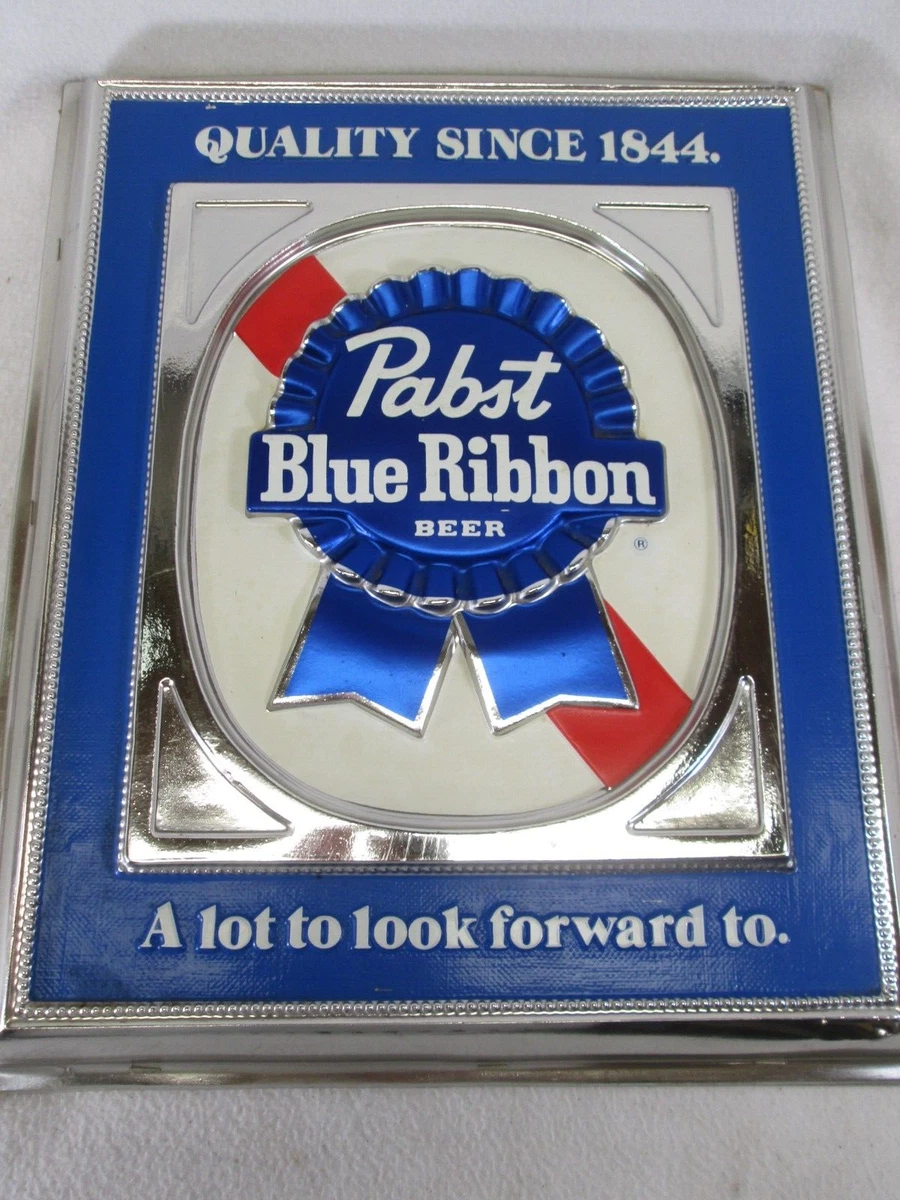 QUALITY SINCE 1844.
Pabst
Blue Ribbon
BEER
®
A lot to look forward to.